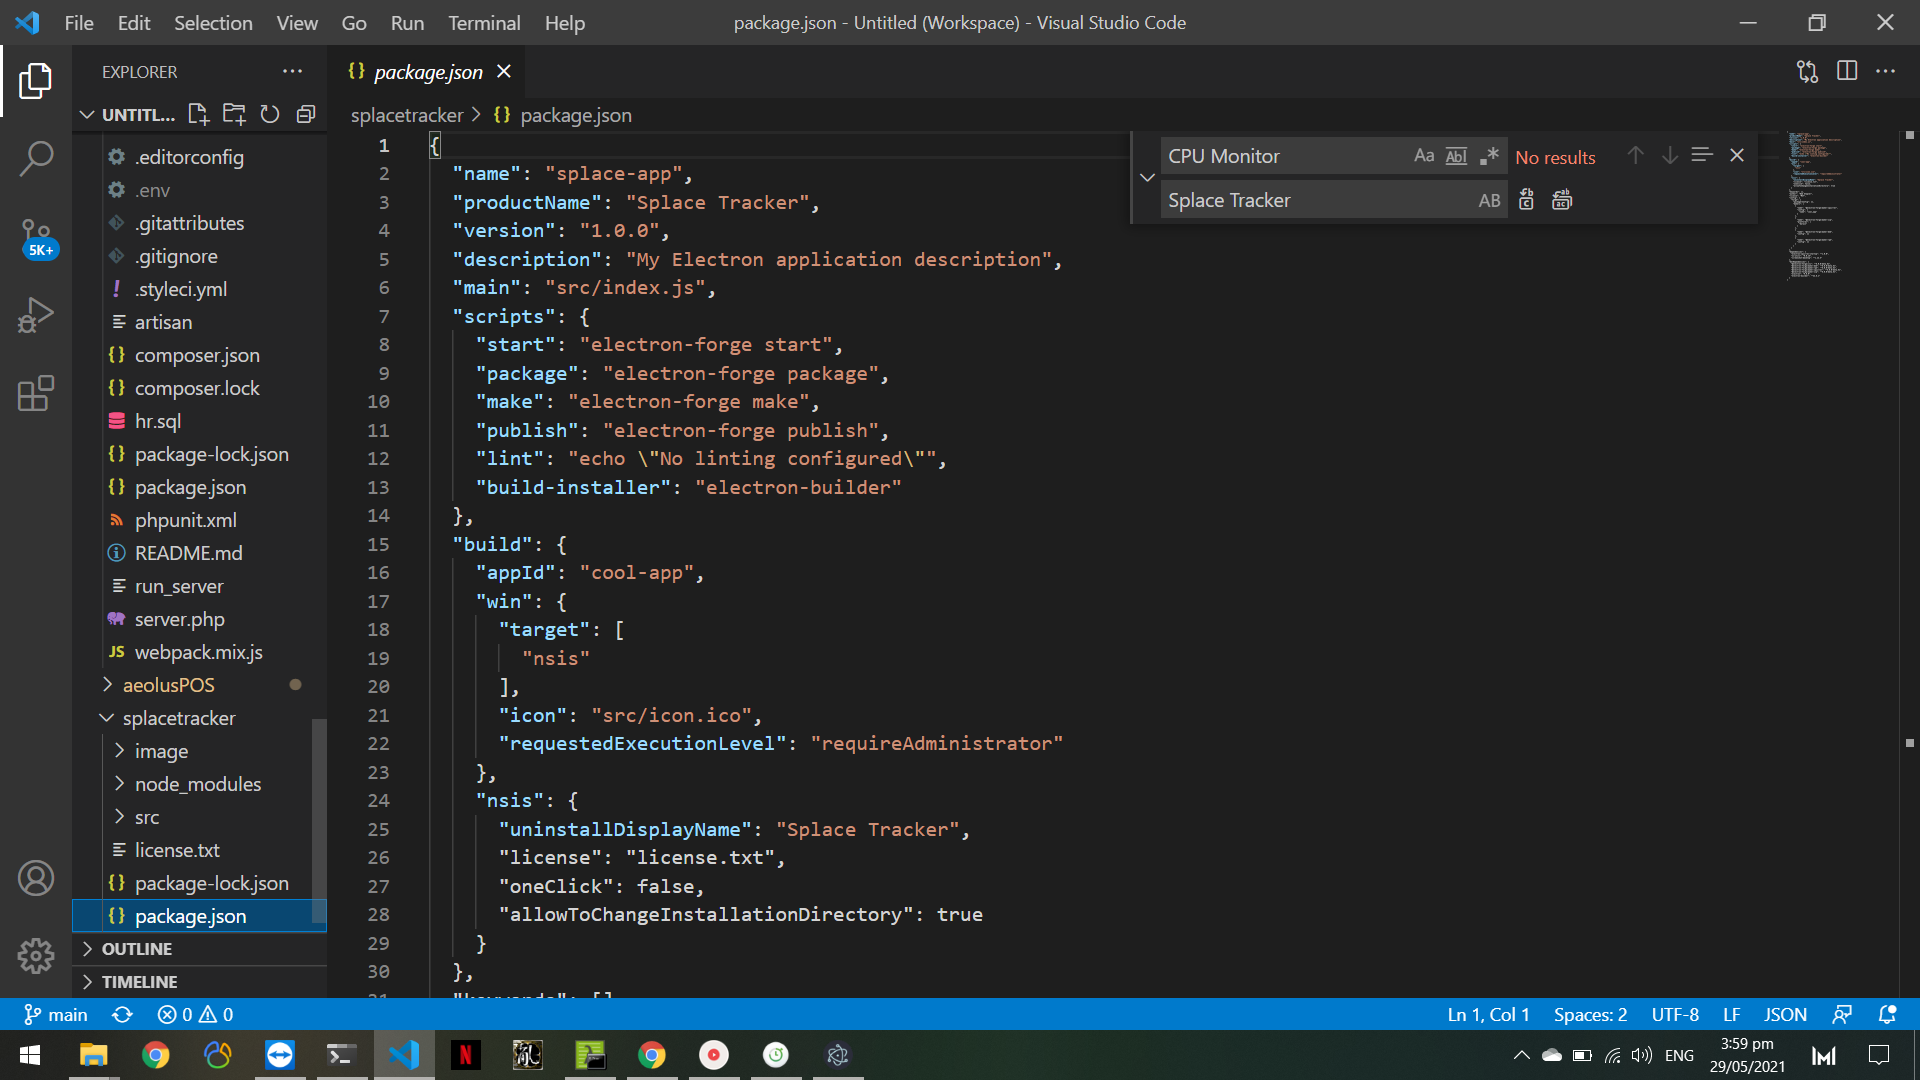 File Edit Selection View Go Run Terminal Help
package.json - Untitled (Workspace) - Visual Studio Code
EXPLORER
UNTITL...
.editorconfig
.env
.gitattributes
.gitignore
.styleci.yml
artisan
composer.json
composer.lock
hr.sql
package-lock.json
package.json
phpunit.xml
README.md
run_server
server.php
JS webpack.mix.js
aeolusPOS
splacetracker
image
node_modules
src
license.txt
package-lock.json
package.json
OUTLINE
TIMELINE
5K+
{} package.json
splacetracker > {} package.json
CPU Monitor
No results
Splace Tracker
1 {
2 "name": "splace-app",
3 "productName": "Splace Tracker",
4 "version": "1.0.0",
5 "description": "My Electron application description",
6 "main": "src/index.js",
7 "scripts": {
8 "start": "electron-forge start",
9 "package": "electron-forge package",
10 "make": "electron-forge make",
11 "publish": "electron-forge publish",
12 "lint": "echo \"No linting configured\"",
13 "build-installer": "electron-builder"
14 },
15 "build": {
16 "appId": "cool-app",
17 "win": {
18 "target": [
19 "nsis"
20 ],
21 "icon": "src/icon.ico",
22 "requestedExecutionLevel": "requireAdministrator"
23 },
24 "nsis": {
25 "uninstallDisplayName": "Splace Tracker",
26 "license": "license.txt",
27 "oneClick": false,
28 "allowToChangeInstallationDirectory": true
29 }
30 },
main 0 0
Ln 1, Col 1 Spaces: 2 UTF-8 LF JSON
ENG
3:59 pm
29/05/2021